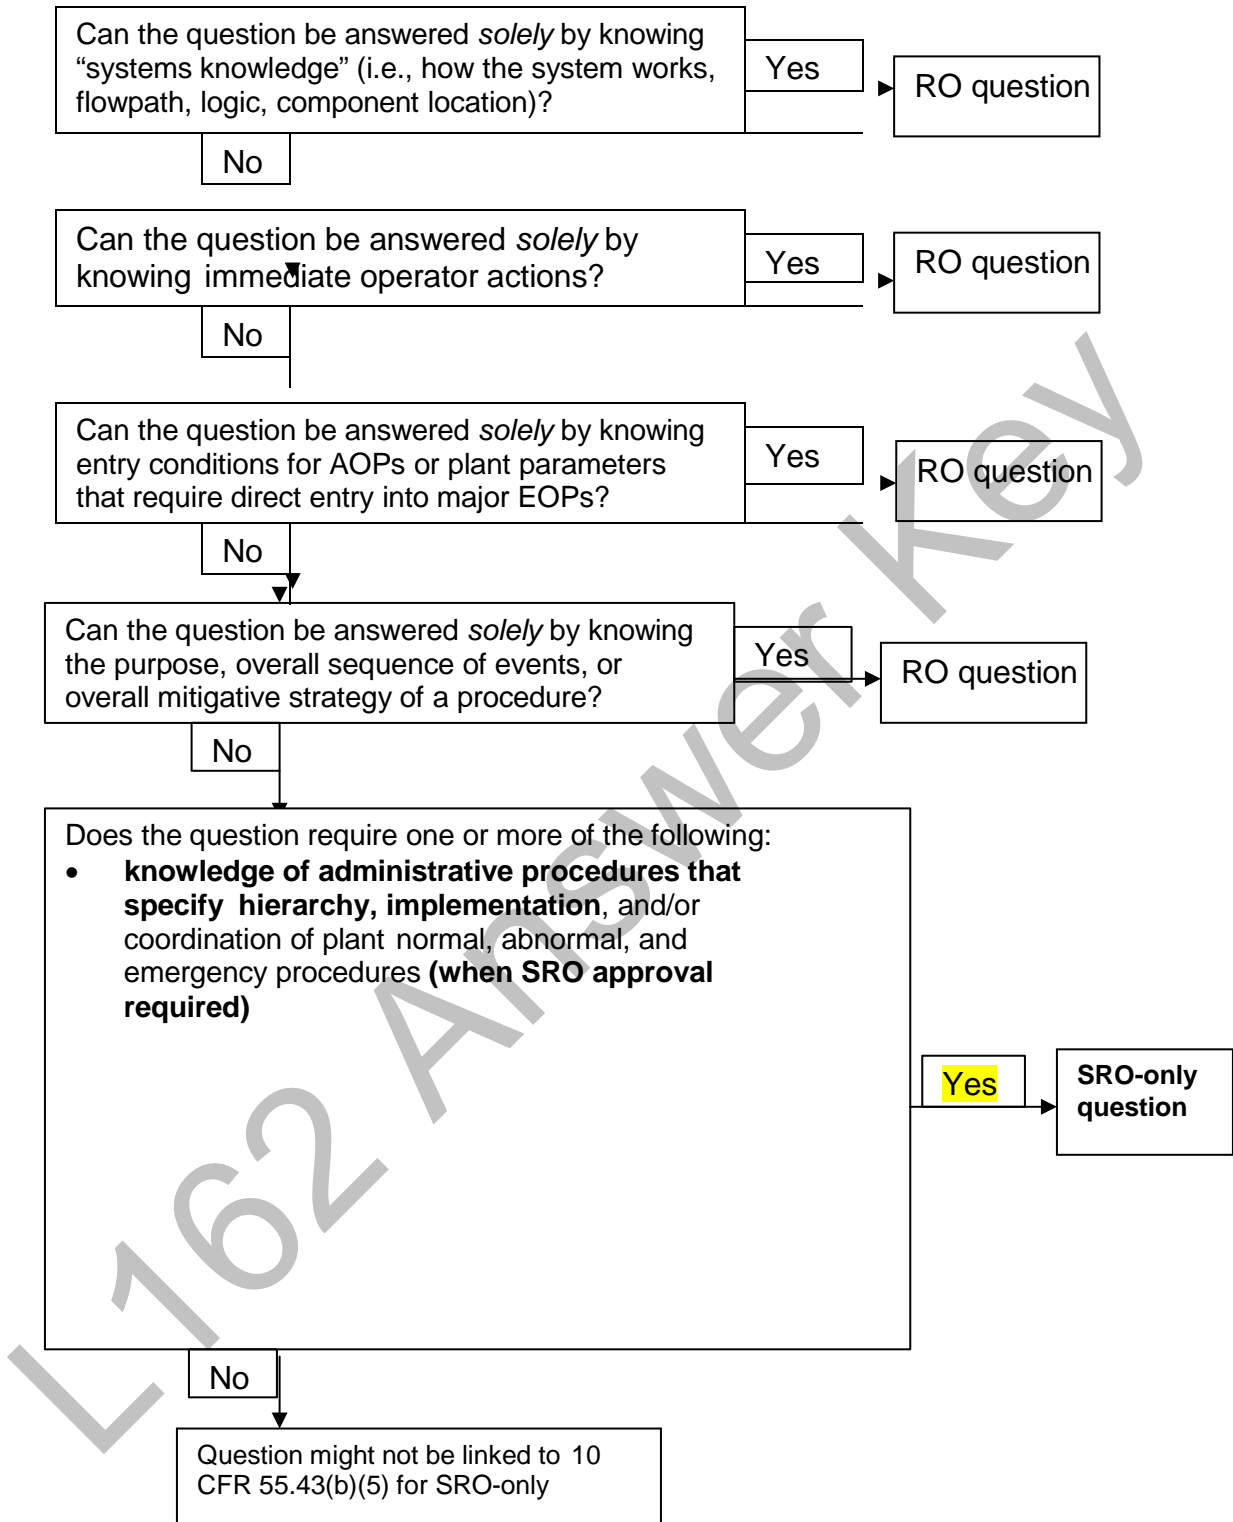 Can the question be answered solely by knowing
“systems knowledge” (i.e., how the system works,
flowpath, logic, component location)?
Yes
RO question
No
Can the question be answered solely by
knowing immediate operator actions?
Yes
RO question
No
Can the question be answered solely by knowing
entry conditions for AOPs or plant parameters
that require direct entry into major EOPs?
Yes
RO question
No
Can the question be answered solely by knowing
the purpose, overall sequence of events, or
overall mitigative strategy of a procedure?
Yes
RO question
No
Does the question require one or more of the following:
• knowledge of administrative procedures that
specify hierarchy, implementation, and/or
coordination of plant normal, abnormal, and
emergency procedures (when SRO approval
required)
Yes
SRO-only
question
No
Question might not be linked to 10
CFR 55.43(b)(5) for SRO-only
L162 Answer Key